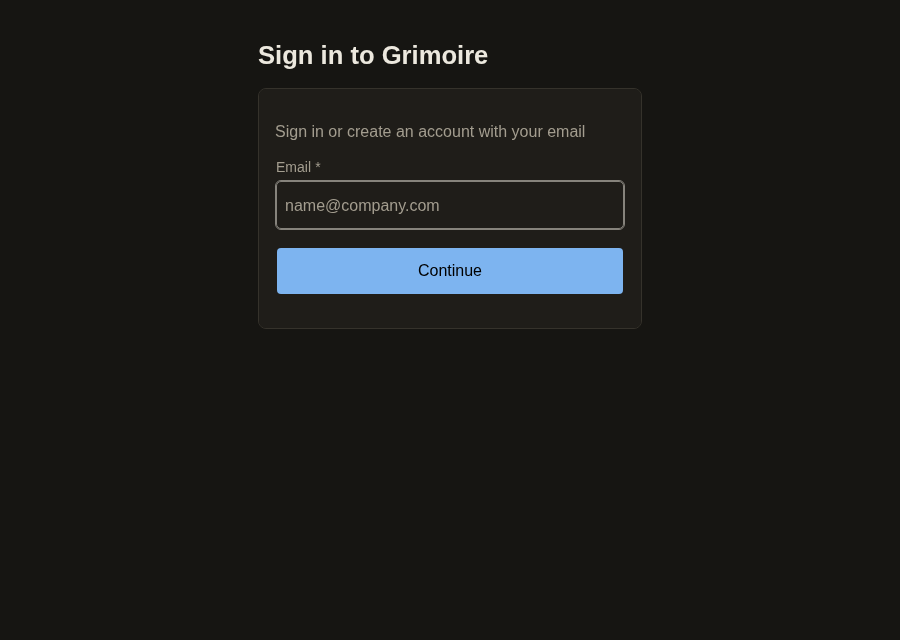 Sign in to Grimoire
Sign in or create an account with your email
Email *
name@company.com
Continue